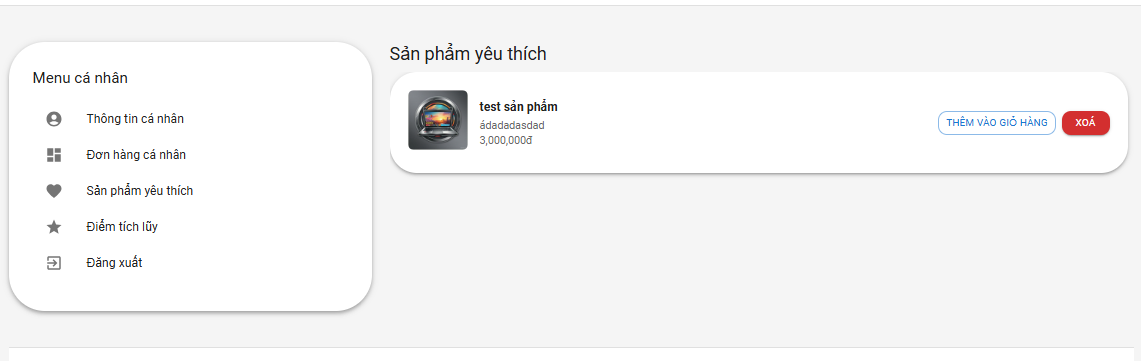 Menu cá nhân
Thông tin cá nhân
Đơn hàng cá nhân
Sản phẩm yêu thích
Điểm tích lũy
Đăng xuất
Sản phẩm yêu thích
test sản phẩm
ádadadasdad
3,000,000đ
THÊM VÀO GIỎ HÀNG
XOÁ